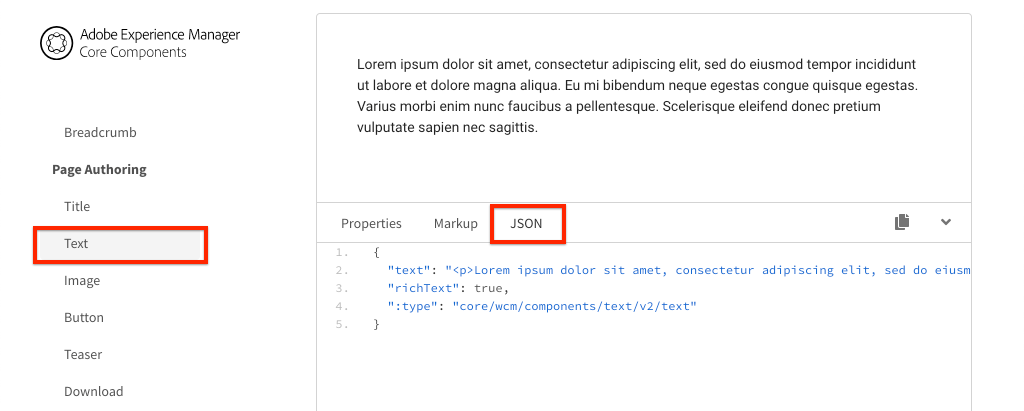 Adobe Experience Manager
Core Components
Breadcrumb
Page Authoring
Title
Text
Image
Button
Teaser
Download
Lorem ipsum dolor sit amet, consectetur adipiscing elit, sed do eiusmod tempor incididunt
ut labore et dolore magna aliqua. Eu mi bibendum neque egestas congue quisque egestas.
Varius morbi enim nunc faucibus a pellentesque. Scelerisque eleifend donec pretium
vulputate sapien nec sagittis.
Properties Markup JSON
1. {
2. "text": "<p>Lorem ipsum dolor sit amet, consectetur adipiscing elit, sed do eiusm
3. "richText": true,
4. ":type": "core/wcm/components/text/v2/text"
5. }